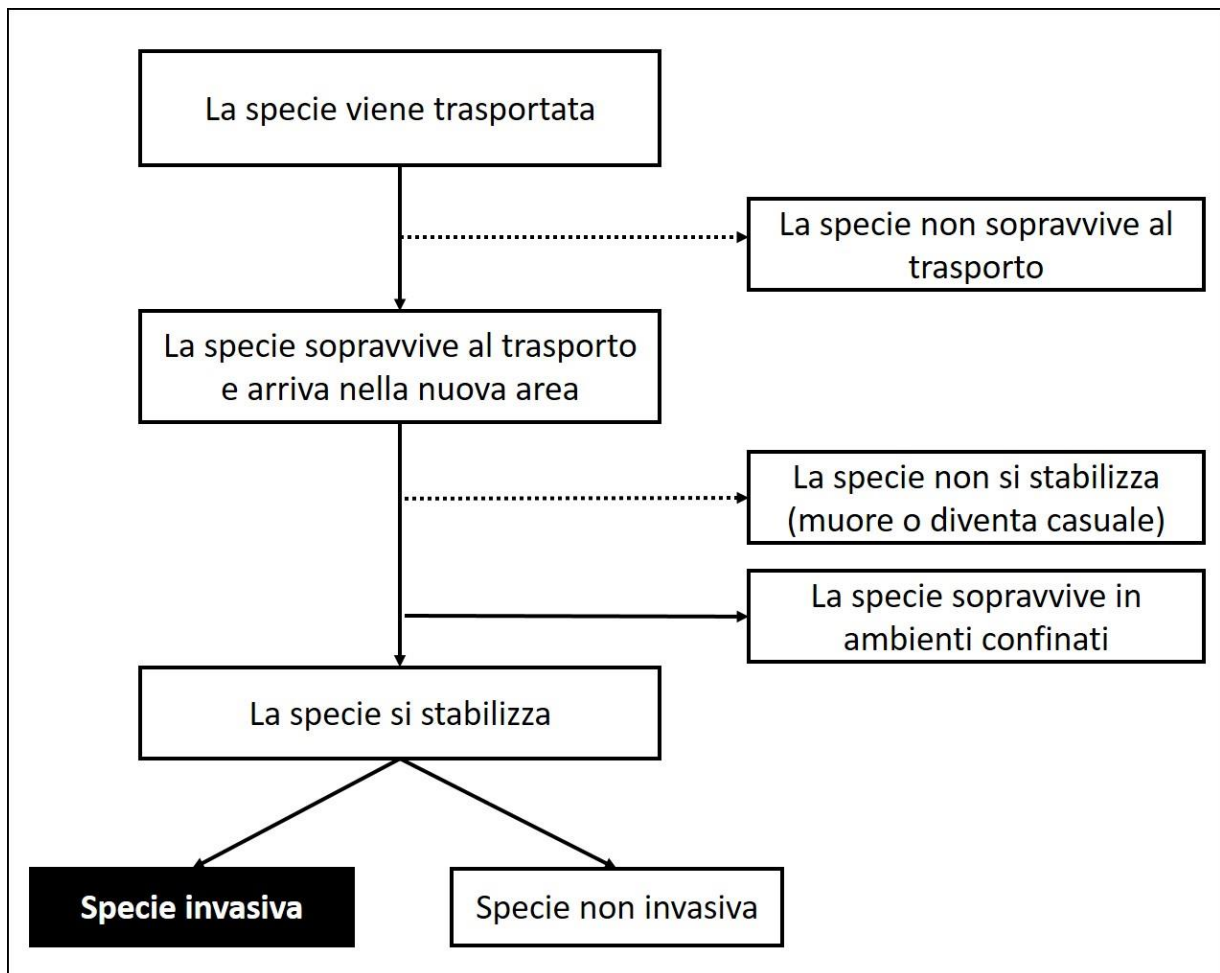 La specie viene trasportata
La specie non sopravvive al
trasporto
La specie sopravvive al trasporto
e arriva nella nuova area
La specie non si stabilizza
(muore o diventa casuale)
La specie sopravvive in
ambienti confinati
La specie si stabilizza
Specie invasiva
Specie non invasiva